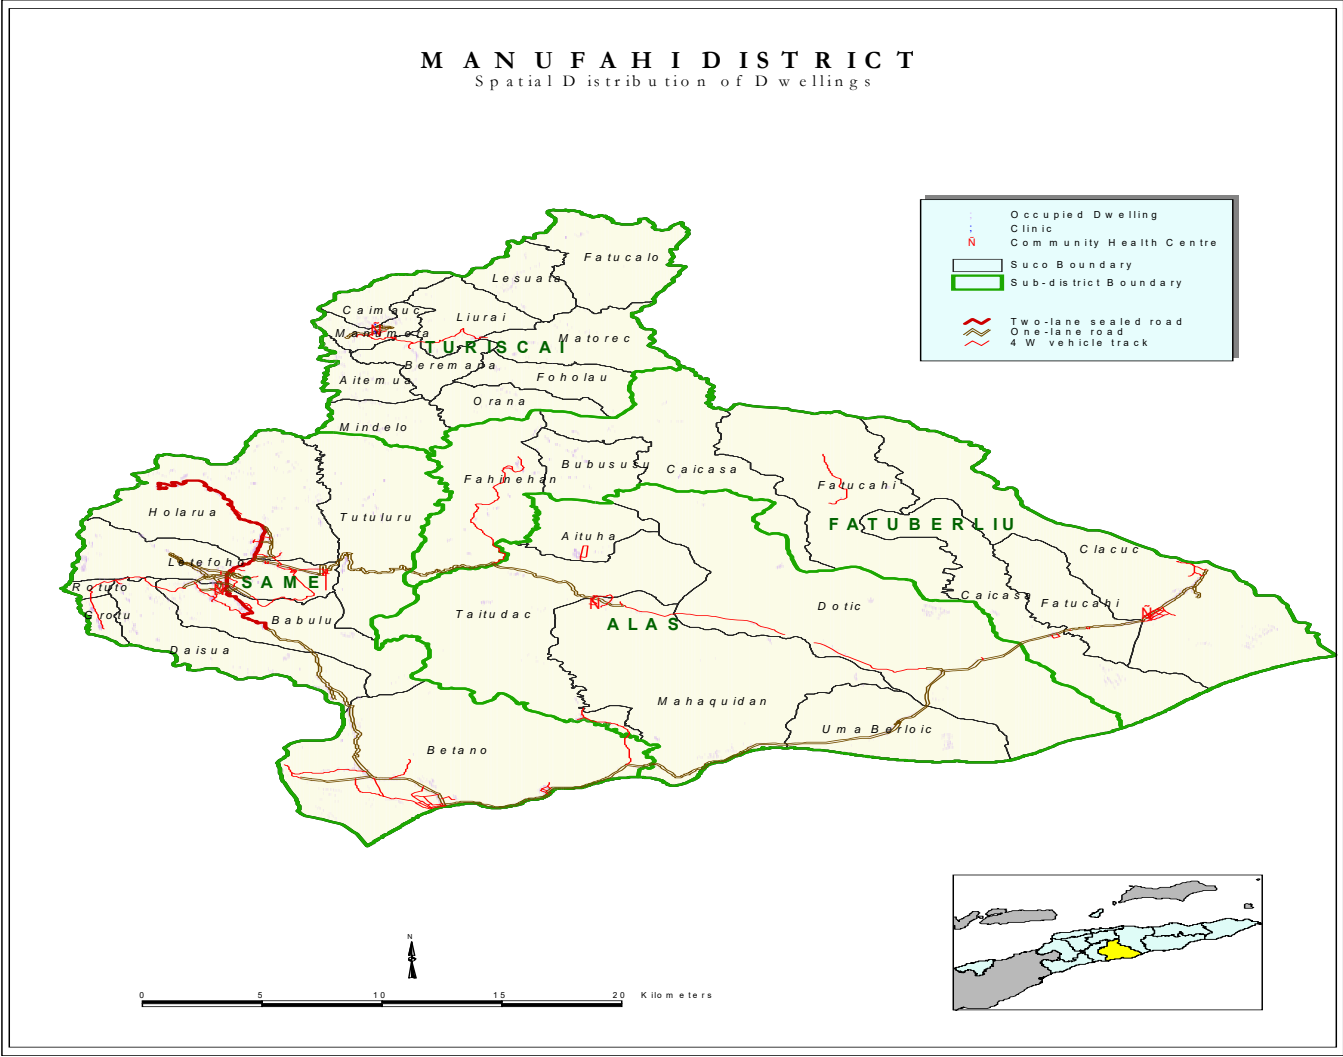 MANUFAHI DISTRICT
Spatial Distribution of Dwellings
Occupied Dwelling
Clinic
Ñ Community Health Centre
Suco Boundary
Sub-district Boundary
Two-lane sealed road
One-lane road
4 W vehicle track
Fatucalo
Lesuata
Caimauc
Liurai
Manumera
Matorec
TURISCAI
Beremana
Aitemua
Foholau
Orana
Mindelo
Bubususu
Caicasa
Fahinehan
Fatucahi
Holarua
Tutuluru
FATUBERLIU
Aituha
Clacuc
Letefoho
SAME
Rotuto
Caicasa
Fatucahi
Grotu
Taitudac
Dotic
Babulu
ALAS
Daisua
Mahaquidan
Uma Berloic
Betano
N
0 5 10 15 20 Kilometers